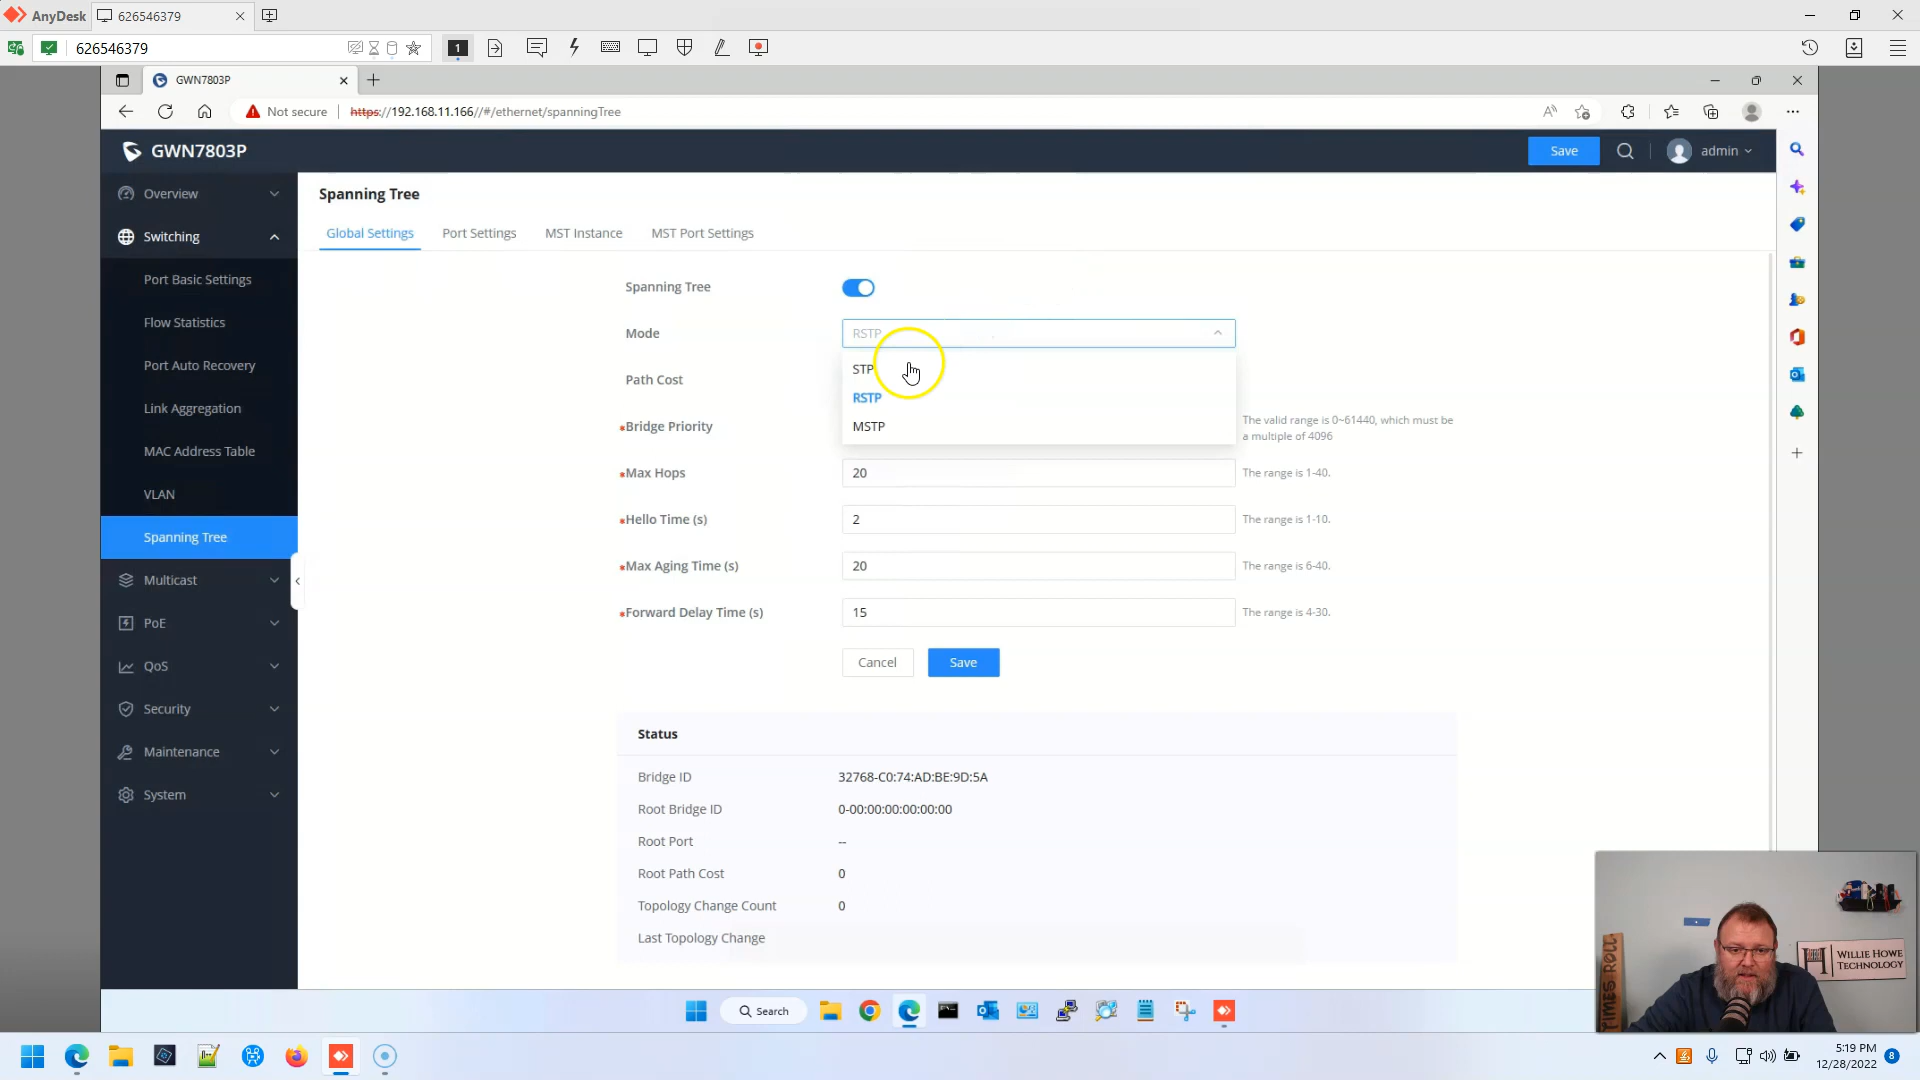 AnyDesk
626546379
626546379
1
GWN7803P
Not secure
https://192.168.11.166//#/ethernet/spanningTree
GWN7803P
Save
admin
Overview
Switching
Port Basic Settings
Flow Statistics
Port Auto Recovery
Link Aggregation
MAC Address Table
VLAN
Spanning Tree
Multicast
PoE
QoS
Security
Maintenance
System
Spanning Tree
Global Settings
Port Settings
MST Instance
MST Port Settings
Spanning Tree
Mode
RSTP
STP
RSTP
MSTP
Path Cost
*Bridge Priority
The valid range is 0~61440, which must be
a multiple of 4096
*Max Hops
20
The range is 1-40.
*Hello Time (s)
2
The range is 1-10.
*Max Aging Time (s)
20
The range is 6-40.
*Forward Delay Time (s)
15
The range is 4-30.
Cancel
Save
Status
Bridge ID
32768-C0:74:AD:BE:9D:5A
Root Bridge ID
0-00:00:00:00:00:00
Root Port
--
Root Path Cost
0
Topology Change Count
0
Last Topology Change
TIMES ROLL
WILLIE HOWE
TECHNOLOGY
Search
5:19 PM
12/28/2022
8